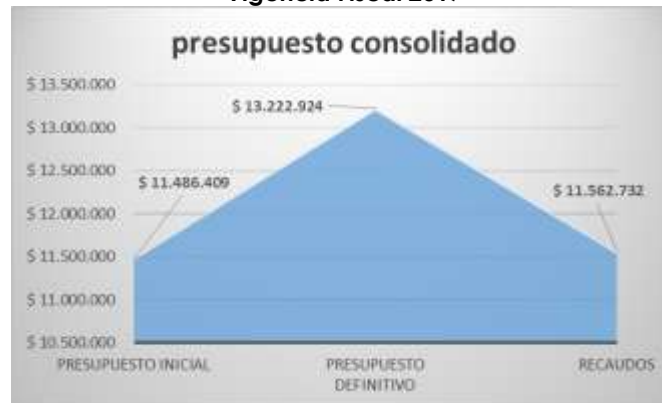 presupuesto consolidado
$ 13.500.000
$ 13.222.924
$ 13.000.000
$ 12.500.000
$ 11.486.409
$ 11.562.732
$ 12.000.000
$ 11.500.000
$ 11.000.000
$ 10.500.000
PRESUPUESTO INICIAL
PRESUPUESTO
DEFINITIVO
RECAUDOS